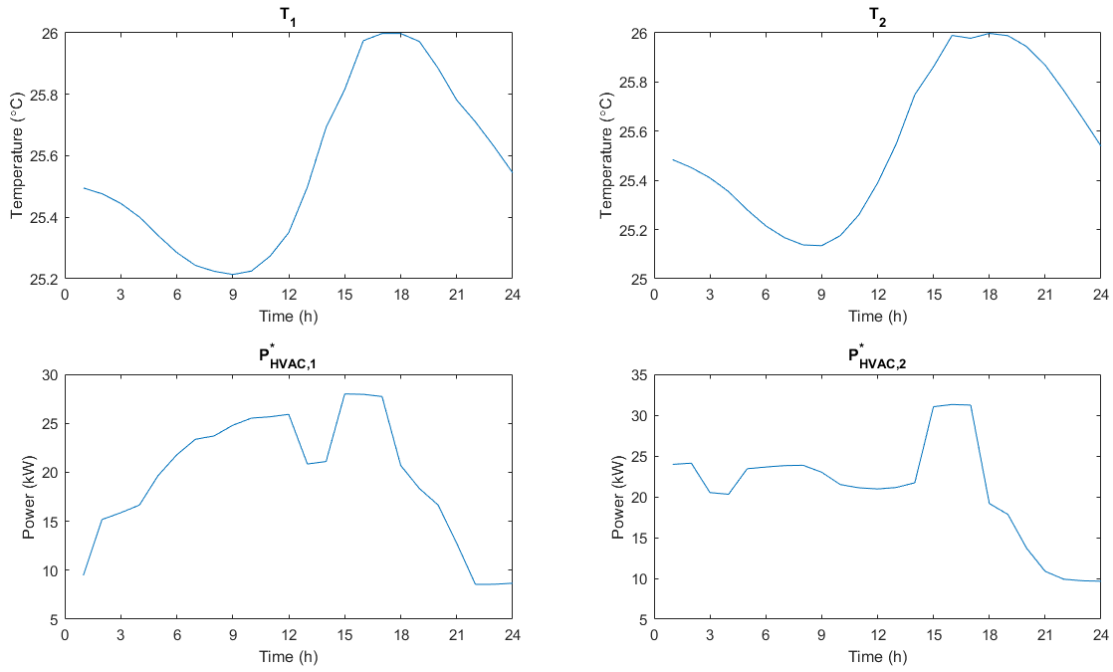 T1
26
25.8
25.6
25.4
25.2
Temperature (°C)
0 3 6 9 12 15 18 21 24
Time (h)
T2
26
25.8
25.6
25.4
25.2
25
Temperature (°C)
0 3 6 9 12 15 18 21 24
Time (h)
P*HVAC,1
30
25
20
15
10
5
Power (kW)
0 3 6 9 12 15 18 21 24
Time (h)
P*HVAC,2
35
30
25
20
15
10
5
Power (kW)
0 3 6 9 12 15 18 21 24
Time (h)